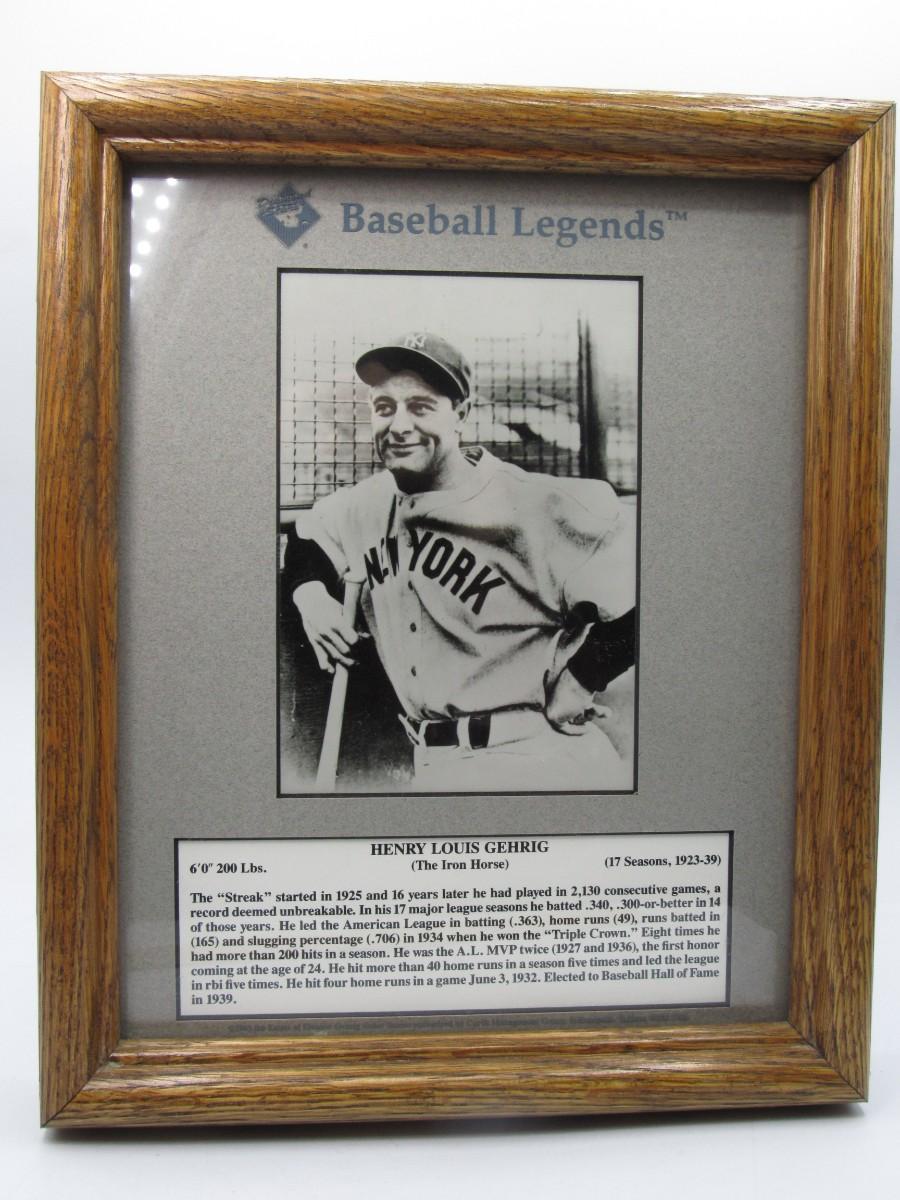 Baseball Legends™
NY
N YORK
HENRY LOUIS GEHRIG
6'0" 200 Lbs. (The Iron Horse) (17 Seasons, 1923-39)
The “Streak” started in 1925 and 16 years later he had played in 2,130 consecutive games, a
record deemed unbreakable. In his 17 major league seasons he batted .340, .300-or-better in 14
of those years. He led the American League in batting (.363), home runs (49), runs batted in
(165) and slugging percentage (.706) in 1934 when he won the “Triple Crown.” Eight times he
had more than 200 hits in a season. He was the A.L. MVP twice (1927 and 1936), the first honor
coming at the age of 24. He hit more than 40 home runs in a season five times and led the league
in rbi five times. He hit four home runs in a game June 3, 1932. Elected to Baseball Hall of Fame
in 1939.